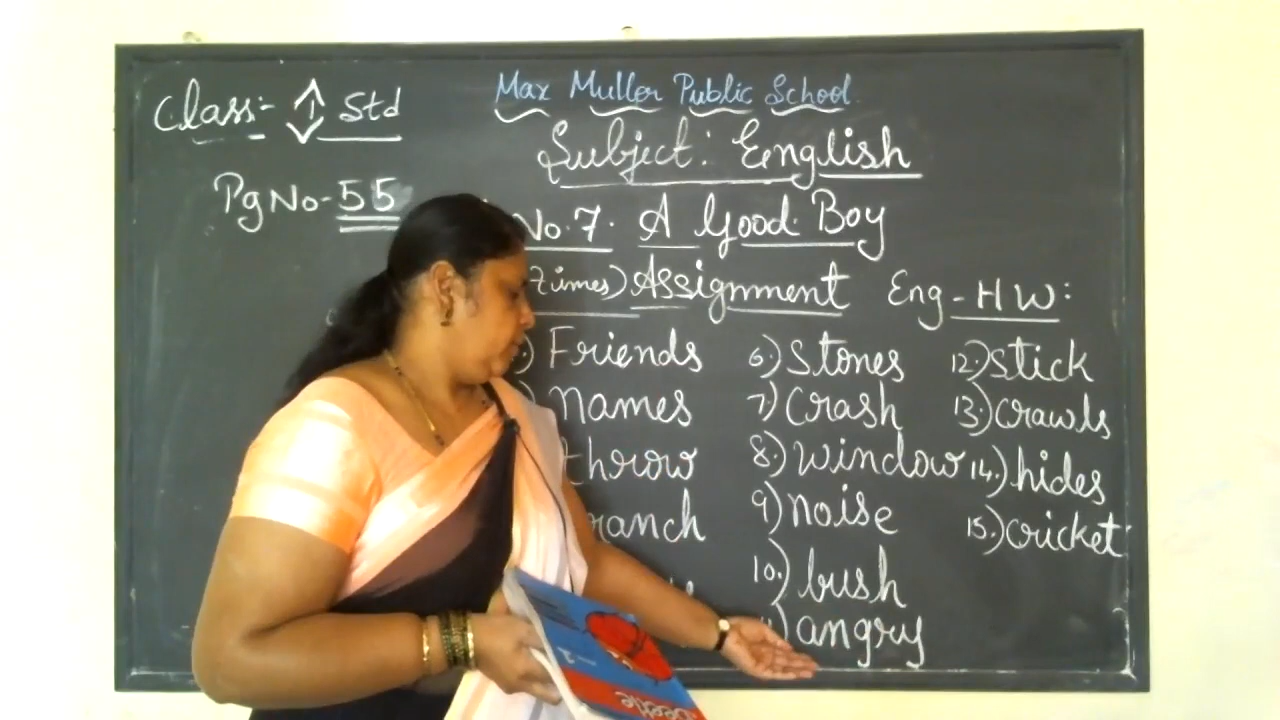 Class:- I Std
Max Muller Public School
Subject: English
Pg No-55
No.7. A Good Boy
Times) Assignment Eng-HW:
Friends
names
throw
ranch
6.) Stones
7.) Crash
8.) window
9) noise
10.) bush
) angry
12.) Stick
13.) crawls
14.) hides
15.) cricket